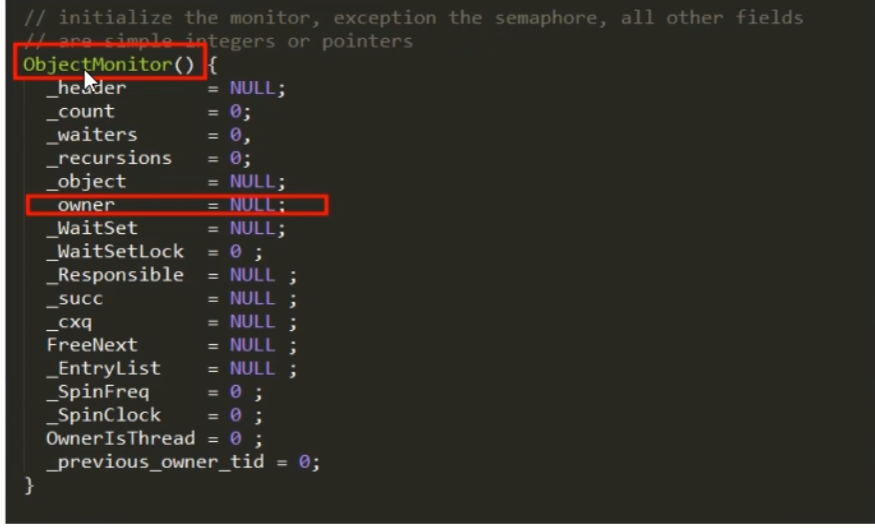 // initialize the monitor, exception the semaphore, all other fields
// are simple integers or pointers
ObjectMonitor() {
  _header       = NULL;
  _count        = 0;
  _waiters      = 0,
  _recursions   = 0;
  _object       = NULL;
  _owner        = NULL;
  _WaitSet      = NULL;
  _WaitSetLock  = 0 ;
  _Responsible  = NULL ;
  _succ         = NULL ;
  _cxq          = NULL ;
  FreeNext      = NULL ;
  _EntryList    = NULL ;
  _SpinFreq     = 0 ;
  _SpinClock    = 0 ;
  OwnerIsThread = 0 ;
  _previous_owner_tid = 0;
}